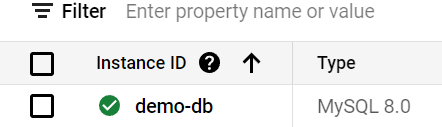 Filter Enter property name or value
Instance ID ? Type
demo-db MySQL 8.0